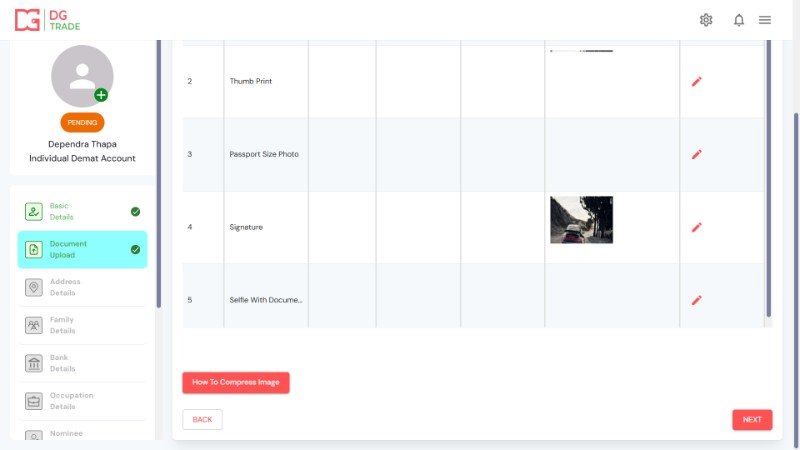 DG
TRADE
PENDING
Dependra Thapa
Individual Demat Account
Basic
Details
Document
Upload
Address
Details
Family
Details
Bank
Details
Occupation
Details
Nominee
2 Thumb Print
3 Passport Size Photo
4 Signature
5 Selfie With Docume...
How To Compress Image
BACK
NEXT